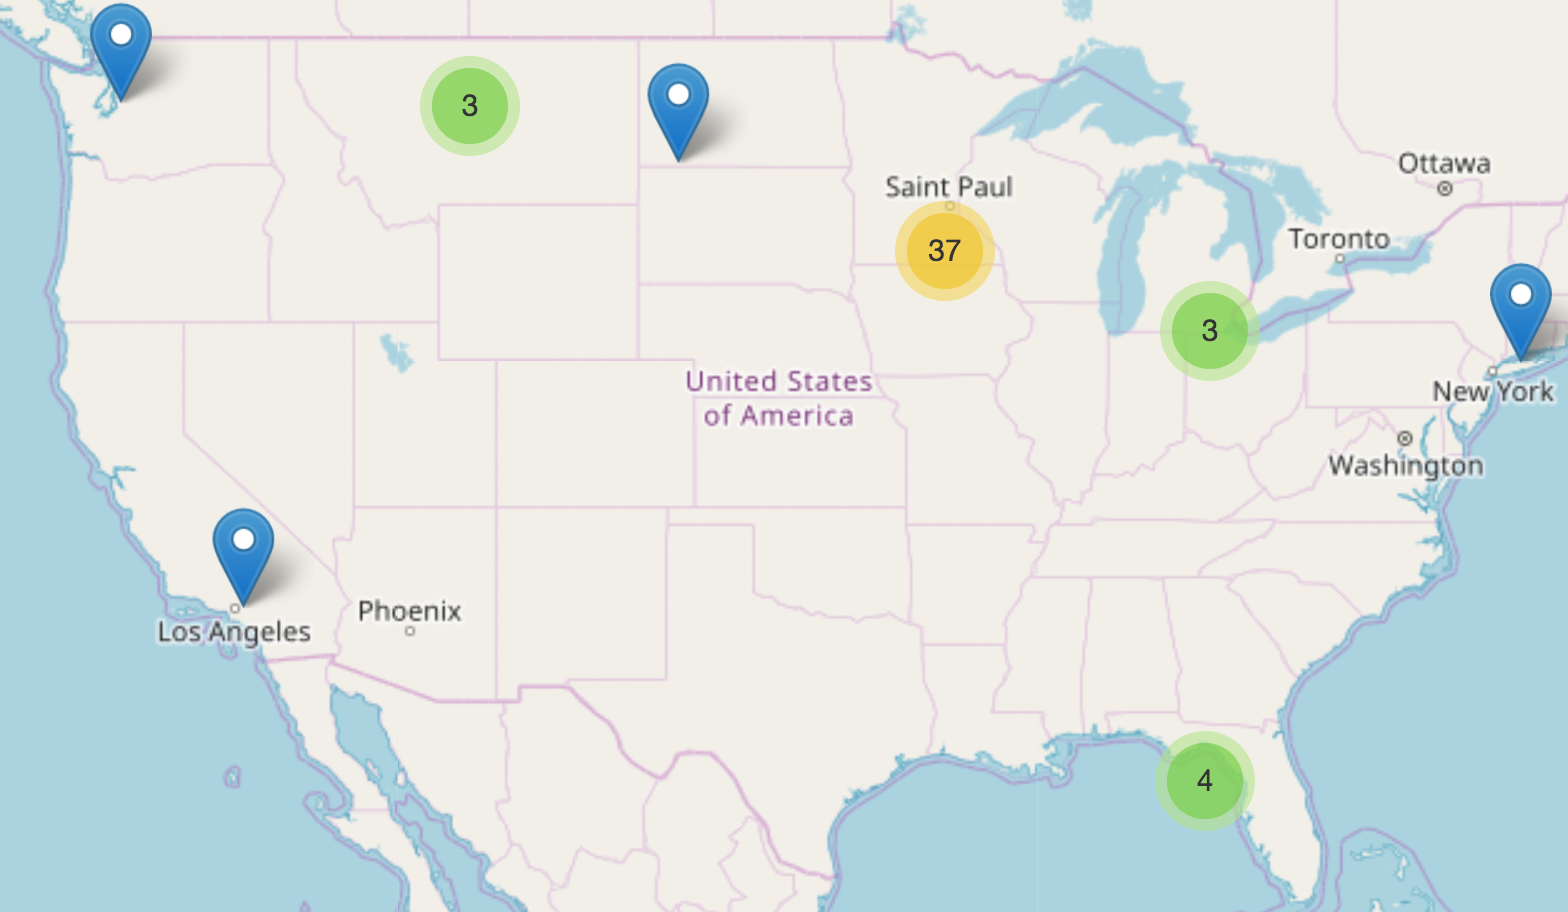 3
Ottawa
Saint Paul
Toronto
37
3
United States
of America
New York
Washington
Phoenix
Los Angeles
4